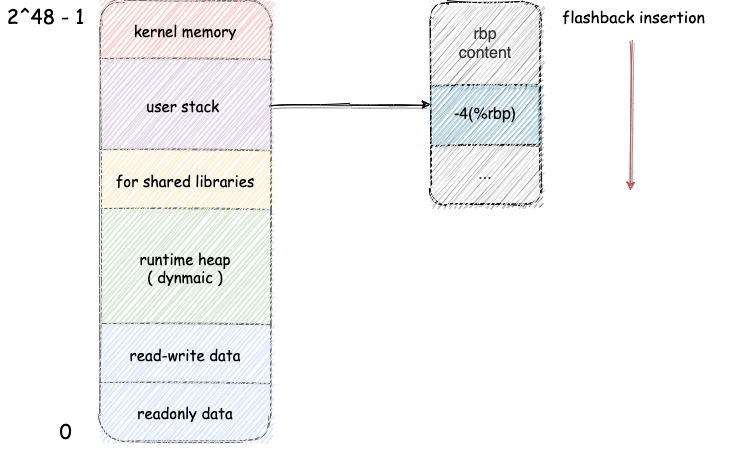 2^48 - 1
kernel memory
user stack
for shared libraries
runtime heap
( dynmaic )
read-write data
readonly data
0
rbp
content
-4(%rbp)
...
flashback insertion